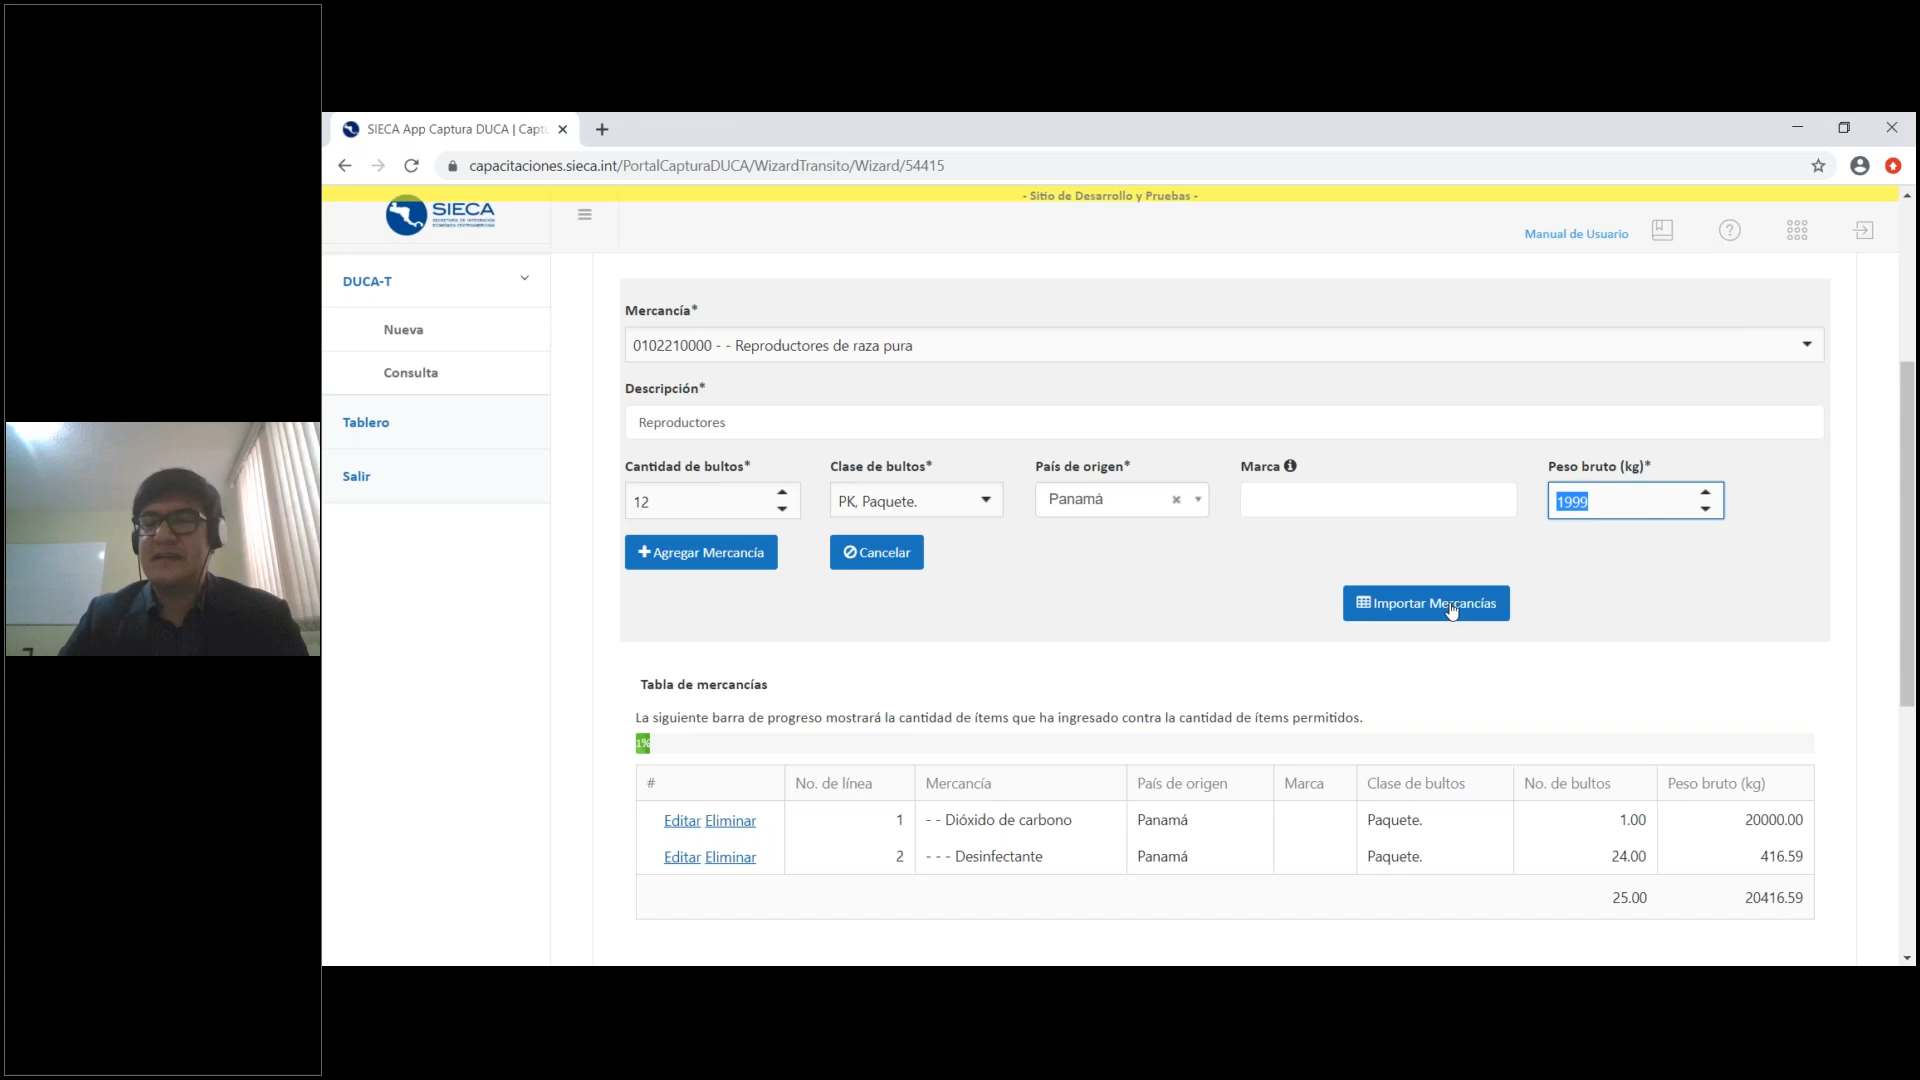 SIECA App Captura DUCA | Captu
capacitaciones.sieca.int/PortalCapturaDUCA/WizardTransito/Wizard/54415
- Sitio de Desarrollo y Pruebas -
SIECA
Manual de Usuario
DUCA-T
Nueva
Consulta
Tablero
Salir
Mercancía*
0102210000 - - Reproductores de raza pura
Descripción*
Reproductores
Cantidad de bultos* Clase de bultos* País de origen* Marca Peso bruto (kg)*
12 PK, Paquete. Panamá 1999
Agregar Mercancía Cancelar
Importar Mercancías
Tabla de mercancías
La siguiente barra de progreso mostrará la cantidad de ítems que ha ingresado contra la cantidad de ítems permitidos.
1%
# No. de línea Mercancía País de origen Marca Clase de bultos No. de bultos Peso bruto (kg)
Editar Eliminar 1 - - Dióxido de carbono Panamá Paquete. 1.00 20000.00
Editar Eliminar 2 - - - Desinfectante Panamá Paquete. 24.00 416.59
25.00 20416.59